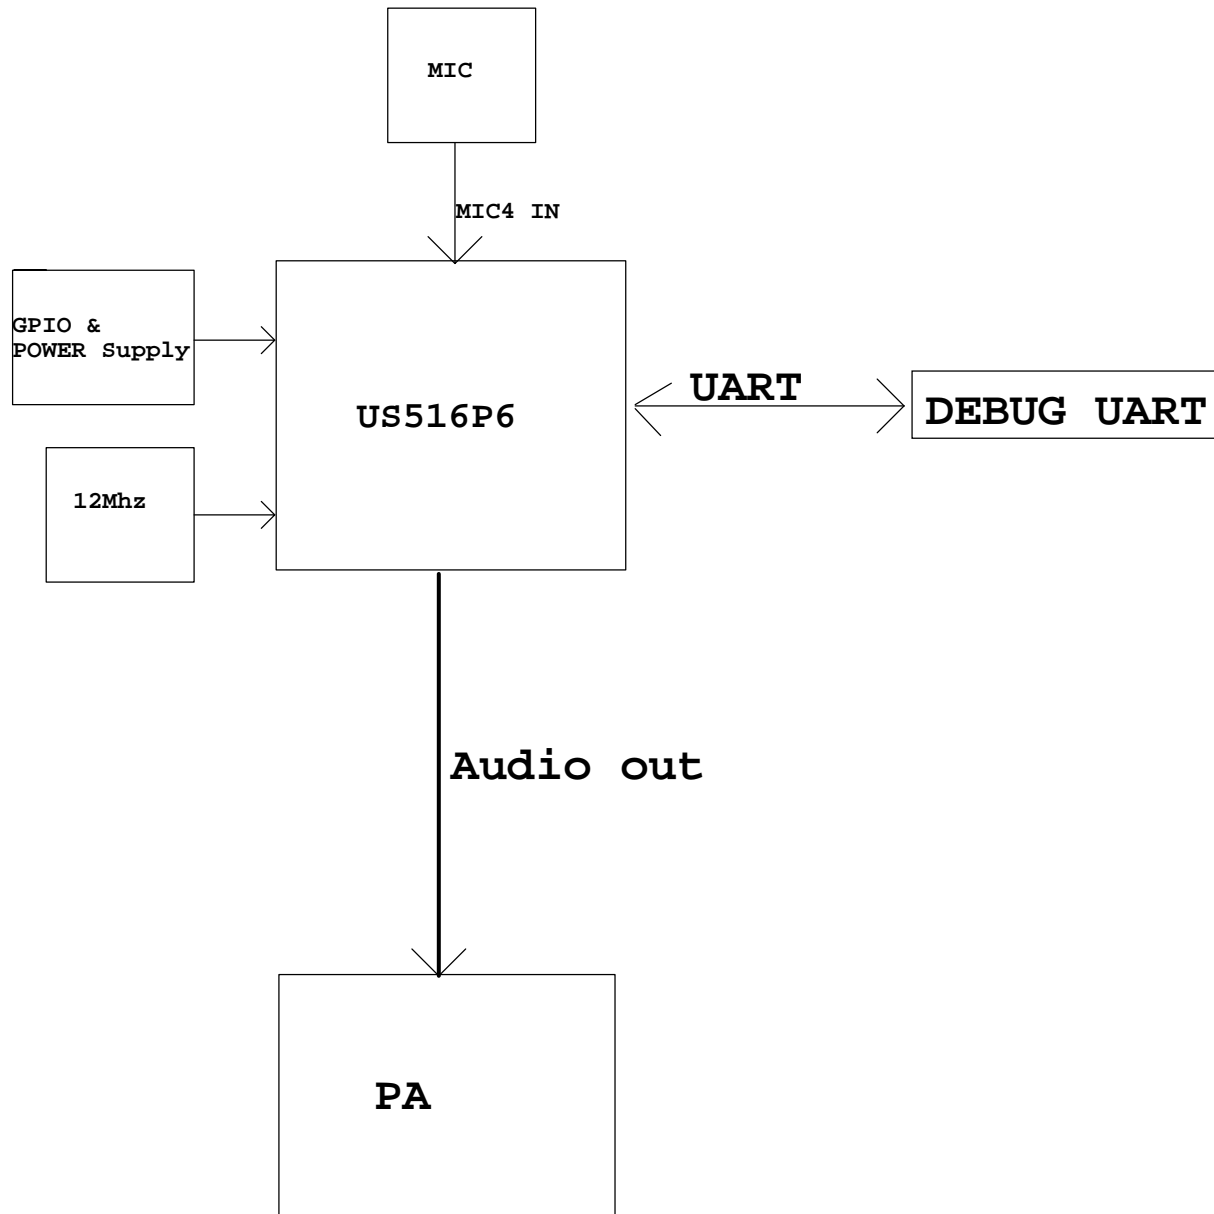 MIC
MIC4 IN
GPIO &
POWER Supply
US516P6
UART
DEBUG UART
12Mhz
Audio out
PA